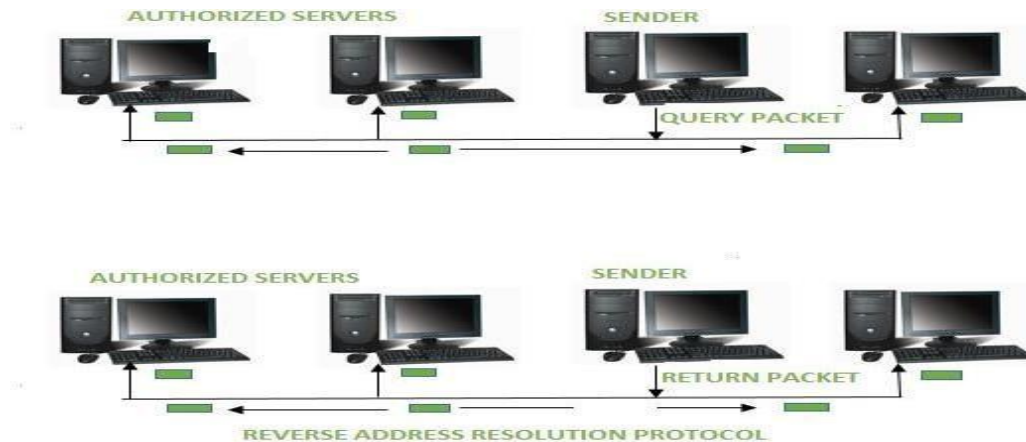 AUTHORIZED SERVERS
SENDER
QUERY PACKET
AUTHORIZED SERVERS
SENDER
RETURN PACKET
REVERSE ADDRESS RESOLUTION PROTOCOL